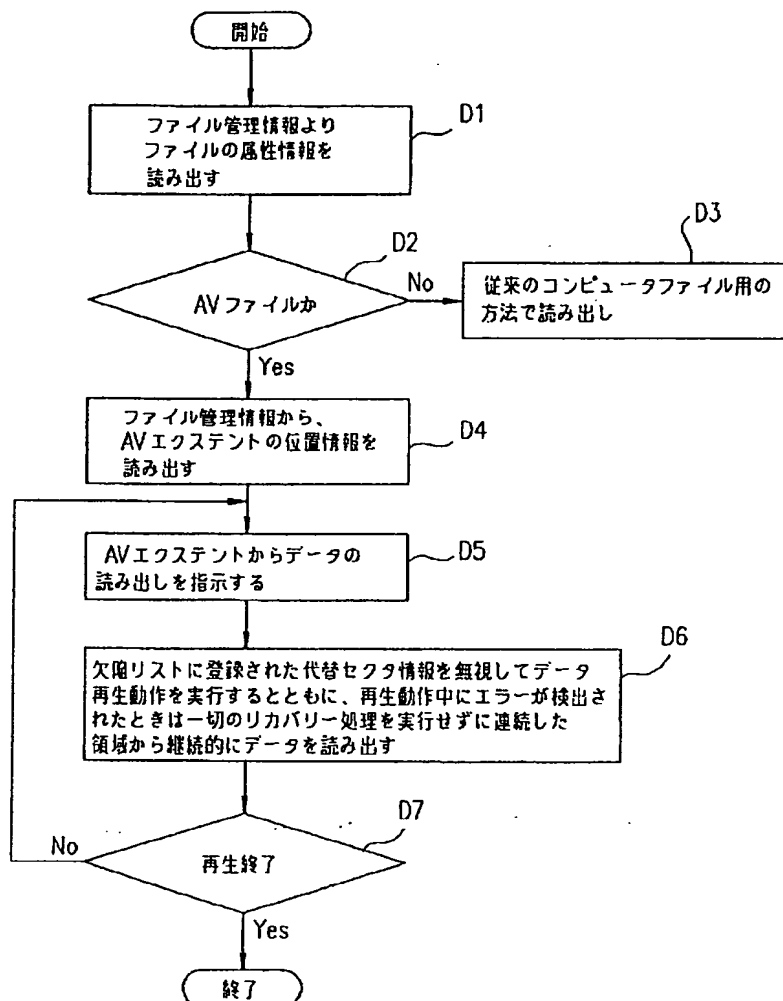 開始
D1
ファイル管理情報より
ファイルの属性情報を
読み出す
D2
AVファイルか
No
D3
従来のコンピュータファイル用の
方法で読み出し
Yes
ファイル管理情報から、
AVエクステントの位置情報を
読み出す
D4
AVエクステントからデータの
読み出しを指示する
D5
D6
欠陥リストに登録された代替セクタ情報を無視してデータ
再生動作を実行するとともに、再生動作中にエラーが検出さ
れたときは一切のリカバリー処理を実行せずに連続した
領域から継続的にデータを読み出す
D7
No
再生終了
Yes
終了